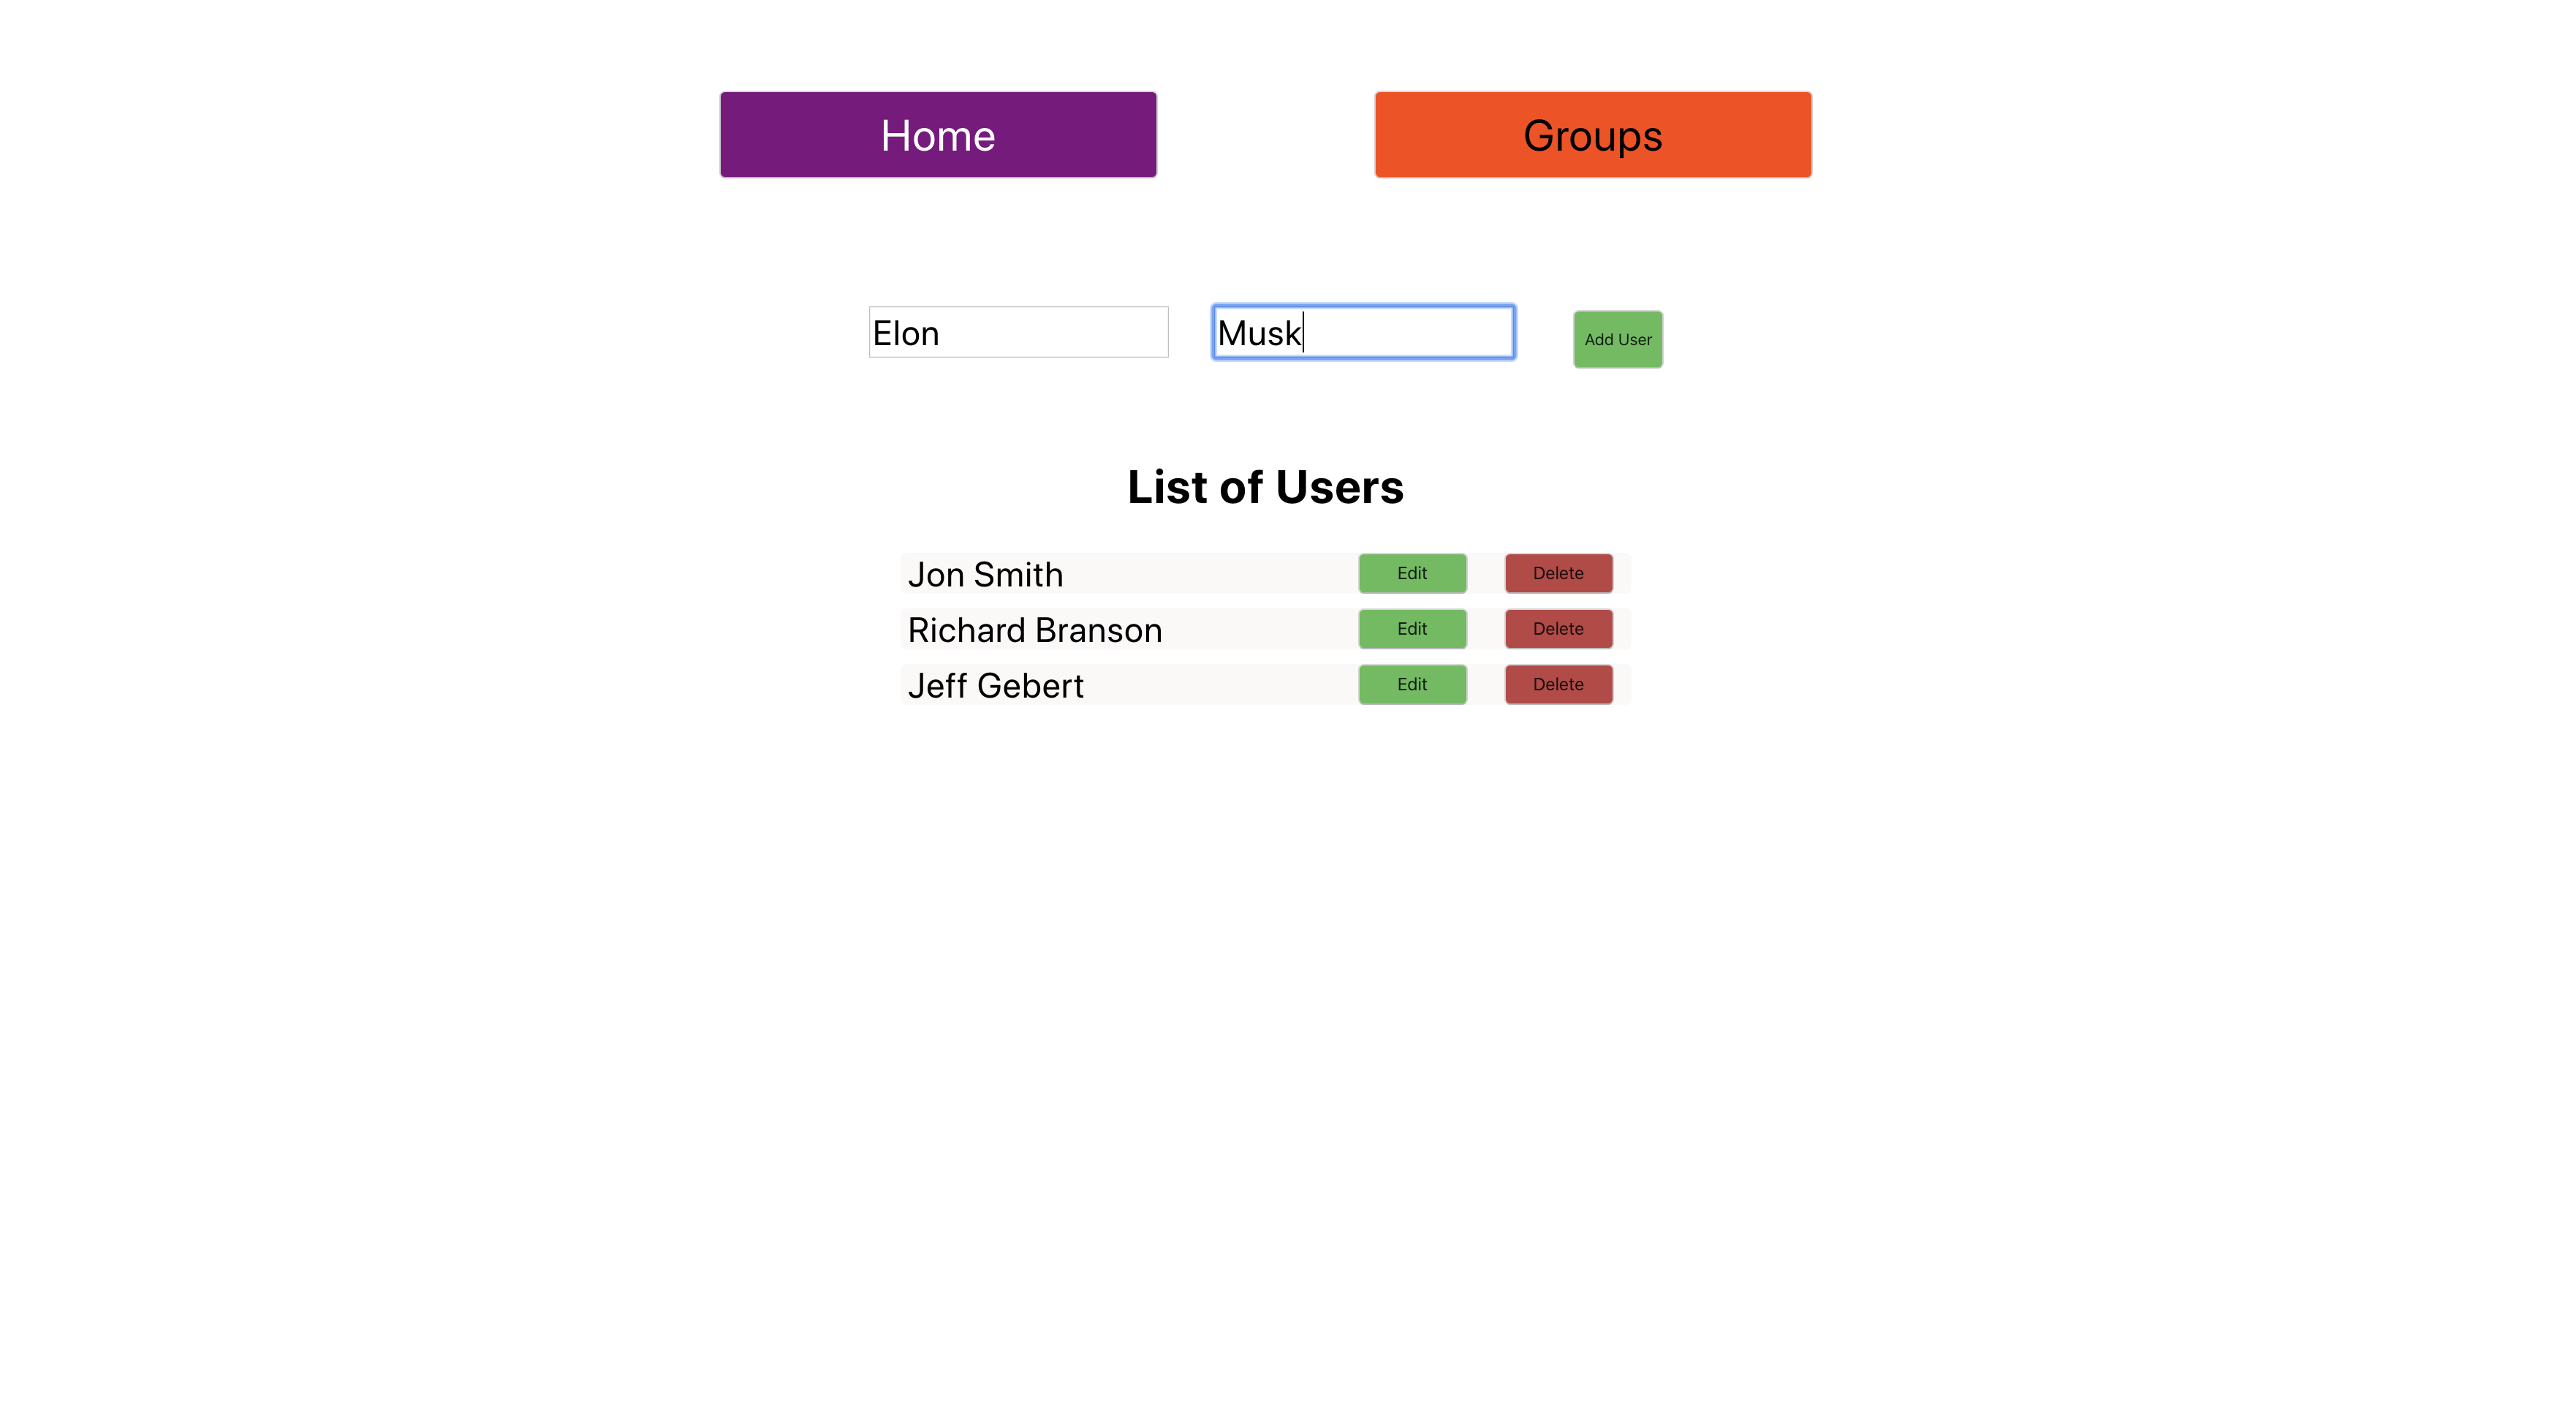 Home Groups
Elon Musk Add User
List of Users
Jon Smith Edit Delete
Richard Branson Edit Delete
Jeff Gebert Edit Delete